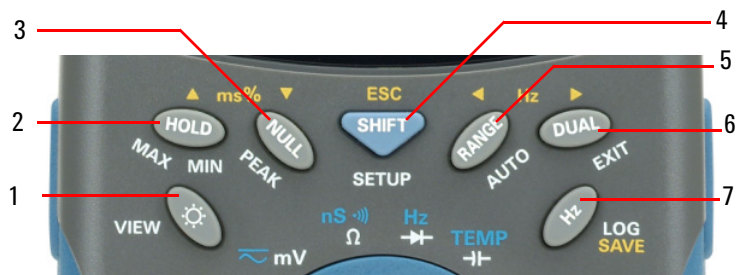 3
4
5
▲ ms% ▼
ESC
◄ Hz ►
2
HOLD
NULL
SHIFT
RANGE
DUAL
6
MAX MIN
PEAK
SETUP
AUTO
EXIT
1
7
VIEW
nS
Hz
Hz
LOG
SAVE
Ω
TEMP
mV